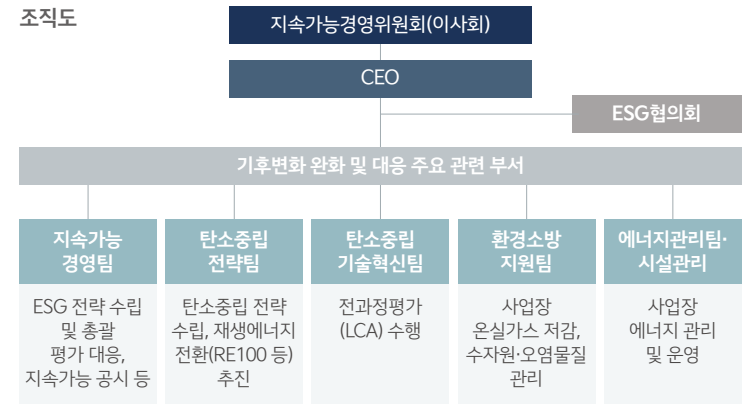 조직도
지속가능경영위원회(이사회)
CEO
ESG협의회
기후변화 완화 및 대응 주요 관련 부서
지속가능
경영팀
ESG 전략 수립
및 총괄
평가 대응,
지속가능 공시 등
탄소중립
전략팀
탄소중립 전략
수립, 재생에너지
전환(RE100 등)
추진
탄소중립
기술혁신팀
전과정평가
(LCA) 수행
환경소방
지원팀
사업장
온실가스 저감,
수자원·오염물질
관리
에너지관리팀·
시설관리
사업장
에너지 관리
및 운영